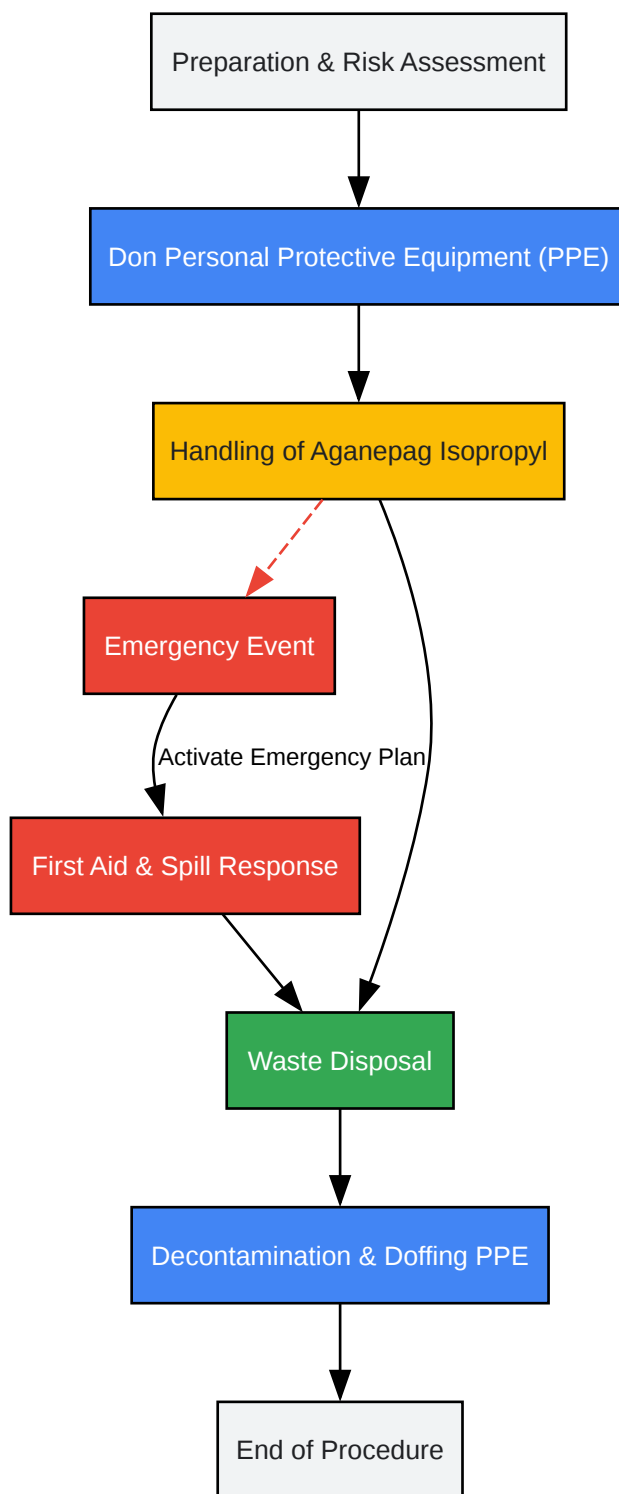 Preparation & Risk Assessment
Don Personal Protective Equipment (PPE)
Handling of Aganepag Isopropyl
Emergency Event
Activate Emergency Plan
First Aid & Spill Response
Waste Disposal
Decontamination & Doffing PPE
End of Procedure